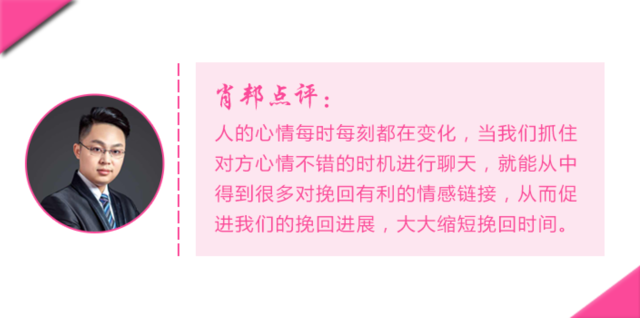 肖邦点评：
人的心情每时每刻都在变化，当我们抓住
对方心情不错的时机进行聊天，就能从中
得到很多对挽回有利的情感链接，从而促
进我们的挽回进展，大大缩短挽回时间。